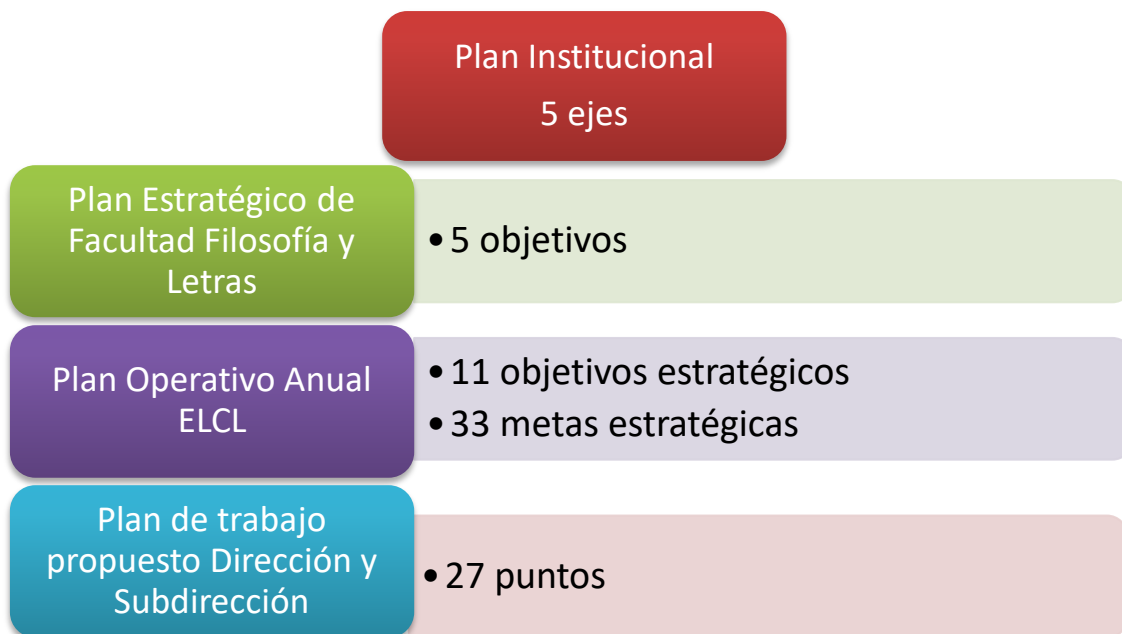 Plan Institucional
5 ejes
Plan Estratégico de
Facultad Filosofía y
Letras
• 5 objetivos
Plan Operativo Anual
ELCL
• 11 objetivos estratégicos
• 33 metas estratégicas
Plan de trabajo
propuesto Dirección y
Subdirección
• 27 puntos